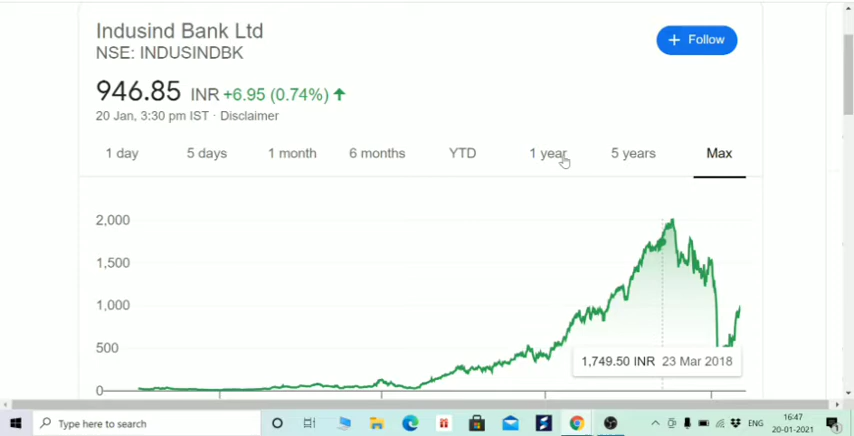 Indusind Bank Ltd
NSE: INDUSINDBK
+ Follow
946.85 INR +6.95 (0.74%) ↑
20 Jan, 3:30 pm IST · Disclaimer
1 day 5 days 1 month 6 months YTD 1 year 5 years Max
2,000
1,500
1,000
500
0
1,749.50 INR 23 Mar 2018
Type here to search
ENG
16:47
20-01-2021